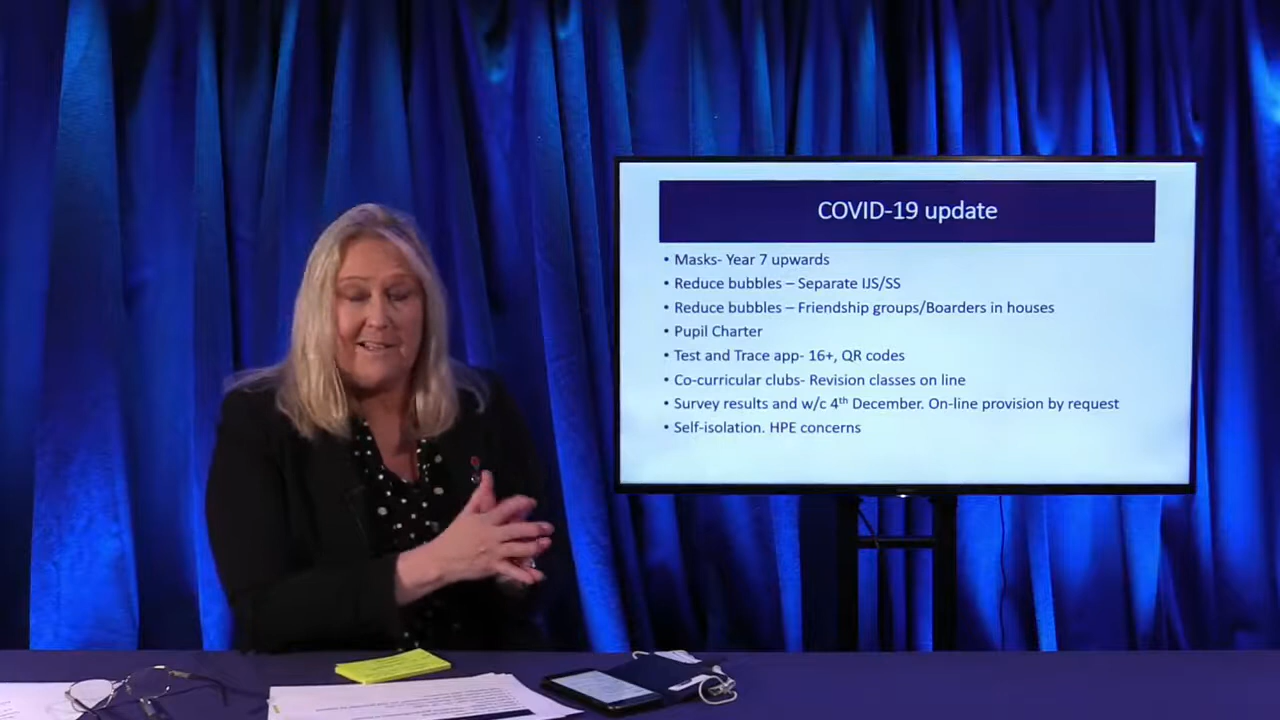 COVID-19 update
• Masks- Year 7 upwards
• Reduce bubbles – Separate IJS/SS
• Reduce bubbles – Friendship groups/Boarders in houses
• Pupil Charter
• Test and Trace app- 16+, QR codes
• Co-curricular clubs- Revision classes on line
• Survey results and w/c 4th December. On-line provision by request
• Self-isolation. HPE concerns